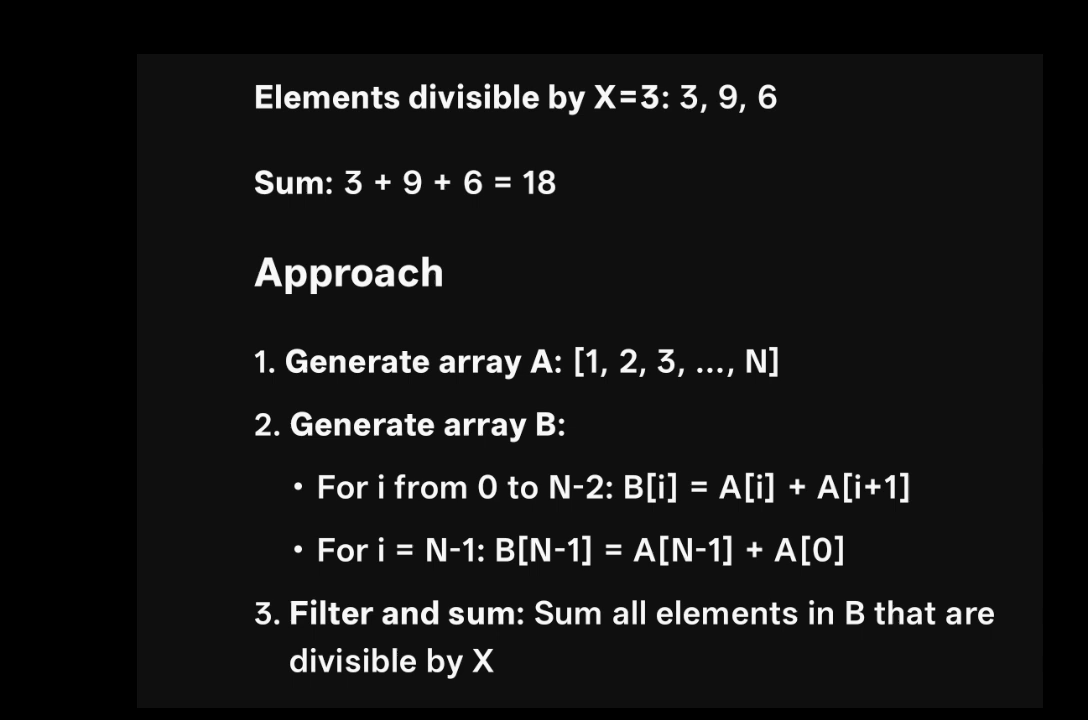 Elements divisible by X=3: 3, 9, 6
Sum: 3 + 9 + 6 = 18
Approach
1. Generate array A: [1, 2, 3, ..., N]
2. Generate array B:
• For i from 0 to N-2: B[i] = A[i] + A[i+1]
• For i = N-1: B[N-1] = A[N-1] + A[0]
3. Filter and sum: Sum all elements in B that are
divisible by X